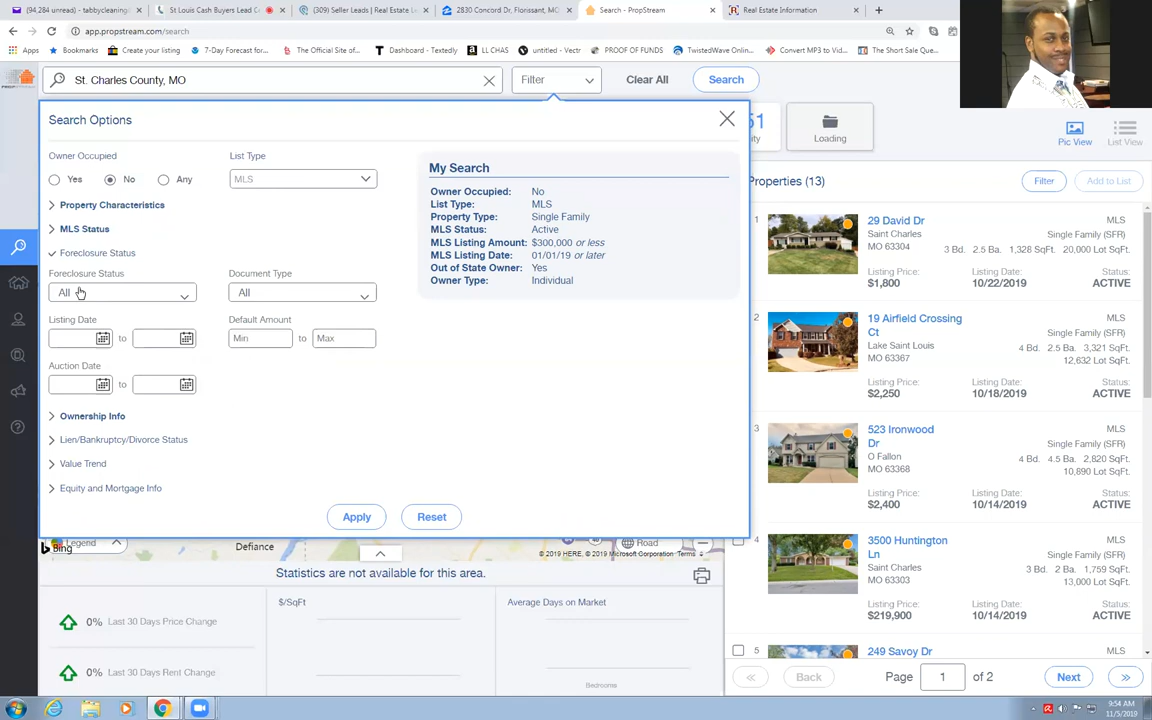 (94,284 unread) - tabbycleaning
St Louis Cash Buyers Lead C
(309) Seller Leads | Real Estate L
2830 Concord Dr, Florissant, MO
Search - PropStream
Real Estate Information
app.propstream.com/search
Apps
Bookmarks
Create your listing
7-Day Forecast for...
The Official Site of...
Dashboard - Textedly
LL CHAS
untitled - Vectr
PROOF OF FUNDS
TwistedWave Online...
Convert MP3 to Vid...
The Short Sale Que
St. Charles County, MO
Filter
Clear All
Search
Search Options
Owner Occupied
Yes
No
Any
List Type
MLS
Property Characteristics
MLS Status
Foreclosure Status
Foreclosure Status
All
Document Type
All
Listing Date
to
Default Amount
Min
to
Max
Auction Date
to
Ownership Info
Lien/Bankruptcy/Divorce Status
Value Trend
Equity and Mortgage Info
Apply
Reset
My Search
Owner Occupied: No
List Type: MLS
Property Type: Single Family
MLS Status: Active
MLS Listing Amount: $300,000 or less
MLS Listing Date: 01/01/19 or later
Out of State Owner: Yes
Owner Type: Individual
51
ity
Loading
Pic View
List View
Properties (13)
Filter
Add to List
1
29 David Dr
Saint Charles
MO 63304
MLS
Single Family (SFR)
3 Bd. 2.5 Ba. 1,328 SqFt. 20,000 Lot SqFt.
Listing Price:
$1,800
Listing Date:
10/22/2019
Status:
ACTIVE
2
19 Airfield Crossing
Ct
Lake Saint Louis
MO 63367
MLS
Single Family (SFR)
4 Bd. 2.5 Ba. 3,321 SqFt.
12,632 Lot SqFt.
Listing Price:
$2,250
Listing Date:
10/18/2019
Status:
ACTIVE
3
523 Ironwood
Dr
O Fallon
MO 63368
MLS
Single Family (SFR)
4 Bd. 4.5 Ba. 2,820 SqFt.
10,890 Lot SqFt.
Listing Price:
$2,400
Listing Date:
10/14/2019
Status:
ACTIVE
4
3500 Huntington
Ln
Saint Charles
MO 63303
MLS
Single Family (SFR)
3 Bd. 2 Ba. 1,759 SqFt.
13,000 Lot SqFt.
Listing Price:
$219,900
Listing Date:
10/14/2019
Status:
ACTIVE
5
249 Savoy Dr
MLS
Back
Page
1
of 2
Next
Legend
Bing
Defiance
Road
© 2019 HERE, © 2019 Microsoft Corporation Terms
Statistics are not available for this area.
0% Last 30 Days Price Change
0% Last 30 Days Rent Change
$/SqFt
Average Days on Market
Bedrooms
9:54 AM
11/5/2019